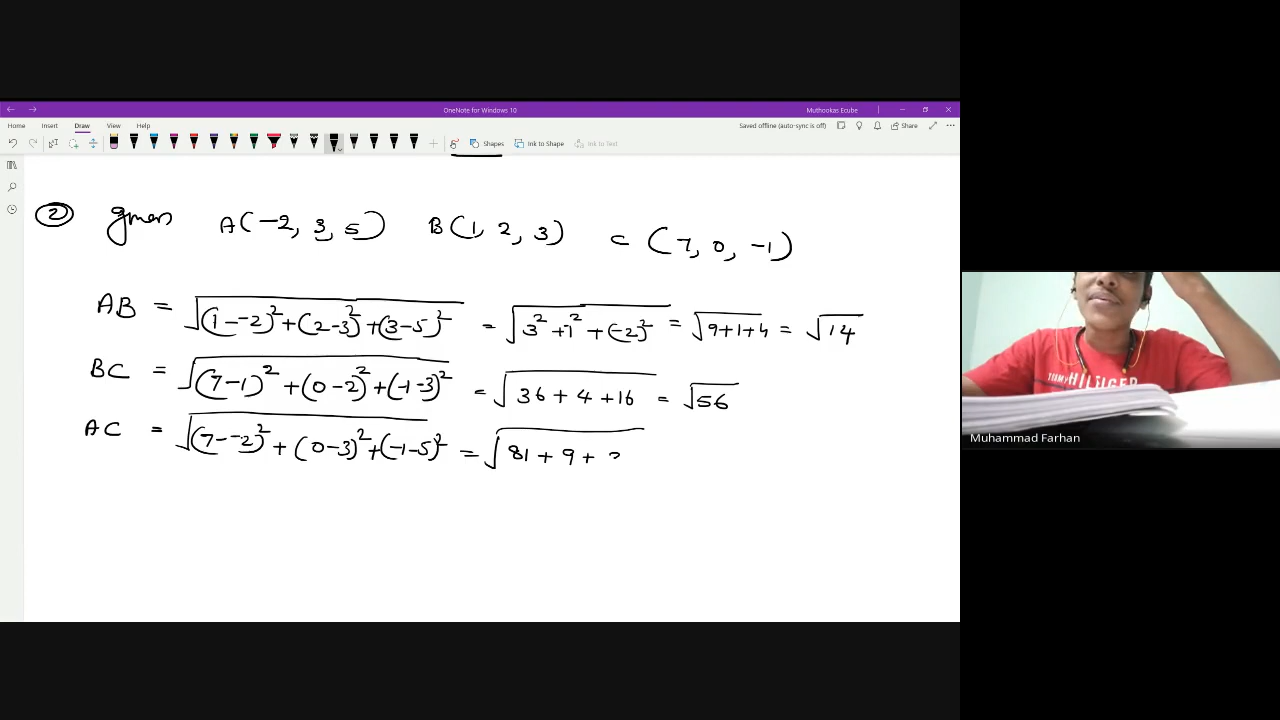 OneNote for Windows 10
Muthookas Ecube
Home Insert Draw View Help
Saved offline (auto-sync is off)
Share
Shapes
Ink to Shape
Ink to Text
② given A(-2, 3, 5) B(1, 2, 3) C (7, 0, -1)
AB = √((1--2)² + (2-3)² + (3-5)²) = √(3² + 1² + (-2)²) = √(9+1+4) = √14
BC = √((7-1)² + (0-2)² + (-1-3)²) = √(36 + 4 + 16) = √56
AC = √((7--2)² + (0-3)² + (-1-5)²) = √(81 + 9 +
HILFIGER
Muhammad Farhan